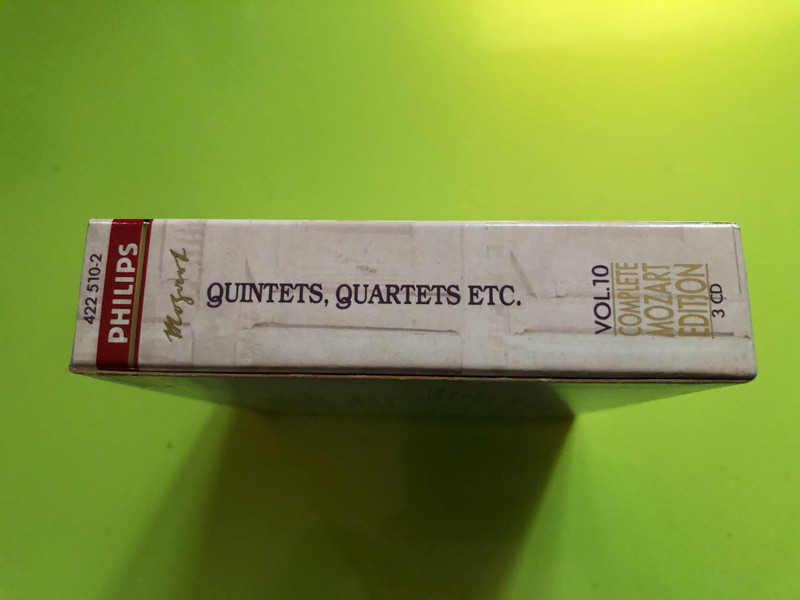 422 510-2
PHILIPS
Mozart
QUINTETS, QUARTETS ETC.
VOL.10
COMPLETE
MOZART
EDITION
3 CD